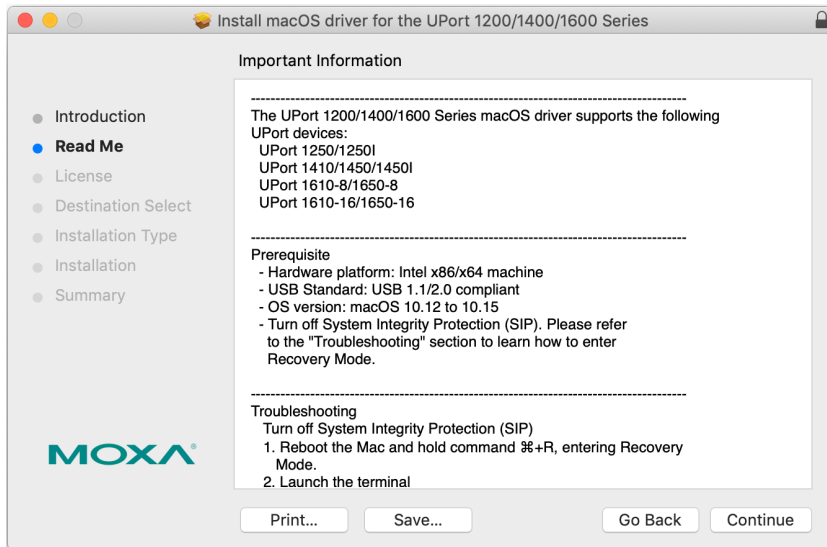 Install macOS driver for the UPort 1200/1400/1600 Series
Important Information
Introduction
Read Me
License
Destination Select
Installation Type
Installation
Summary
MOXA®
--------------------------------------------------------------------------------------
The UPort 1200/1400/1600 Series macOS driver supports the following
UPort devices:
UPort 1250/1250I
UPort 1410/1450/1450I
UPort 1610-8/1650-8
UPort 1610-16/1650-16
--------------------------------------------------------------------------------------
Prerequisite
- Hardware platform: Intel x86/x64 machine
- USB Standard: USB 1.1/2.0 compliant
- OS version: macOS 10.12 to 10.15
- Turn off System Integrity Protection (SIP). Please refer
to the "Troubleshooting" section to learn how to enter
Recovery Mode.
--------------------------------------------------------------------------------------
Troubleshooting
Turn off System Integrity Protection (SIP)
1. Reboot the Mac and hold command ⌘+R, entering Recovery
Mode.
2. Launch the terminal
Print...
Save...
Go Back
Continue